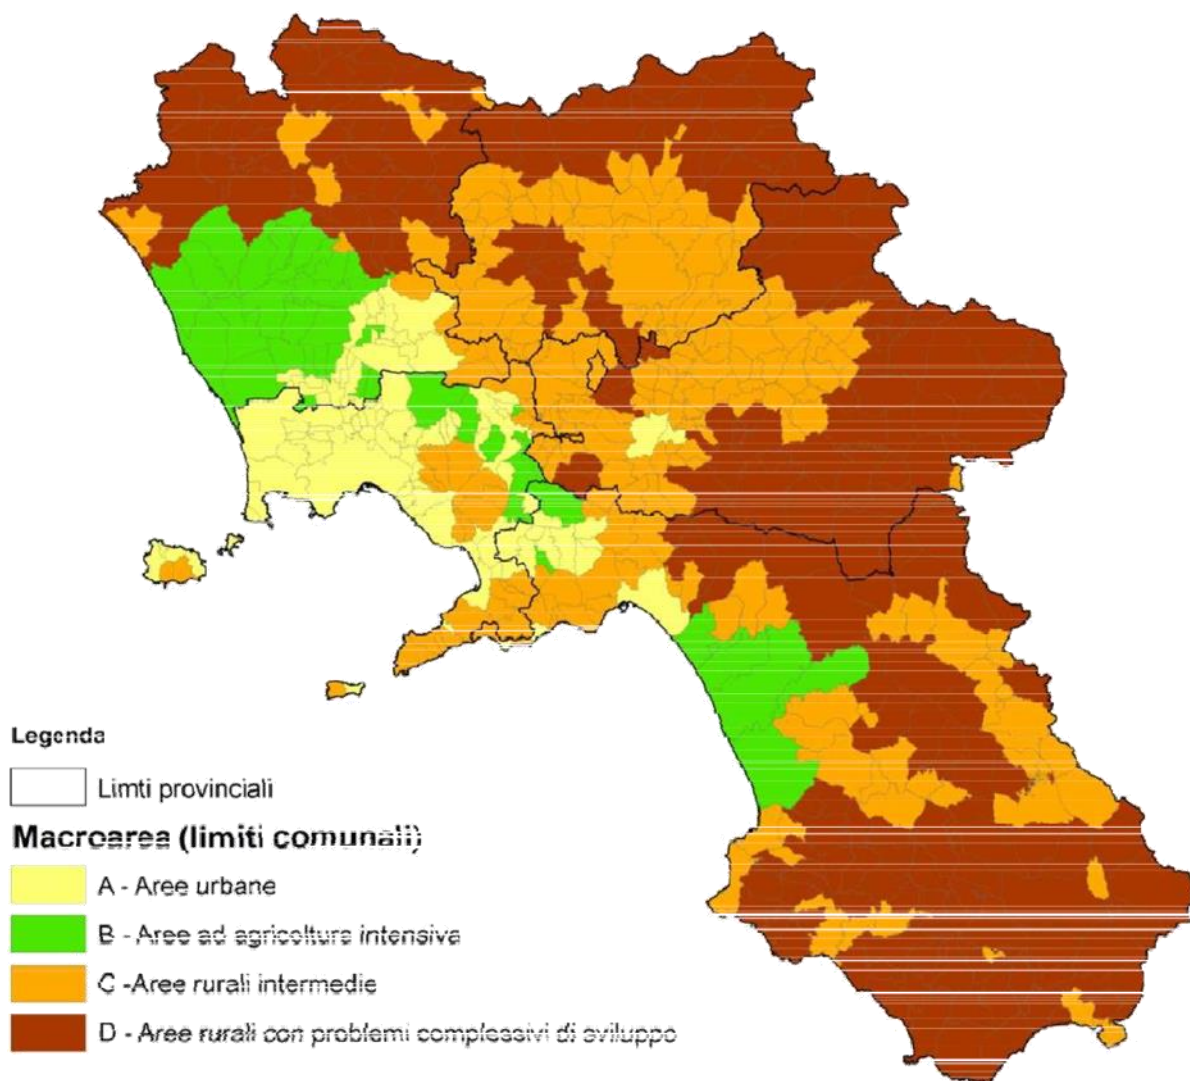 Legenda
Limti provinciali
Macroarea (limiti comunali)
A - Aree urbane
B - Aree ad agricoltura intensiva
C -Aree rurali intermedie
D - Aree rurali con problemi complessivi di sviluppo